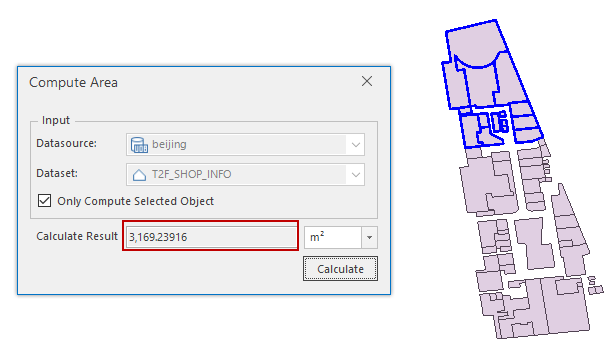 Compute Area
Input
Datasource: beijing
Dataset: T2F_SHOP_INFO
Only Compute Selected Object
Calculate Result 3,169.23916 m²
Calculate